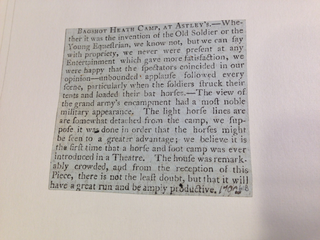 BAGSHOT HEATH CAMP, AT ASTLEY'S.—Whe-
ther it was the invention of the Old Soldier or the
Young Equestrian, we know not, but we can say
with propriety, we never were present at any
Entertainment which gave more satisfaction, we
were happy that the spectators coincided in our
opinion—unbounded applause followed every
scene, particularly when the soldiers struck their
tents and loaded their bat horses.—The view of
the grand army's encampment had a most noble
military appearance. The light horse lines are
are somewhat detached from the camp, we sup-
pose it was done in order that the horses might
be seen to a greater advantage; we believe it is
the first time that a horse and foot camp was ever
introduced in a Theatre. The house was remark-
ably crowded, and from the reception of this
Piece, there is not the least doubt, but that it will
have a great run and be amply productive.